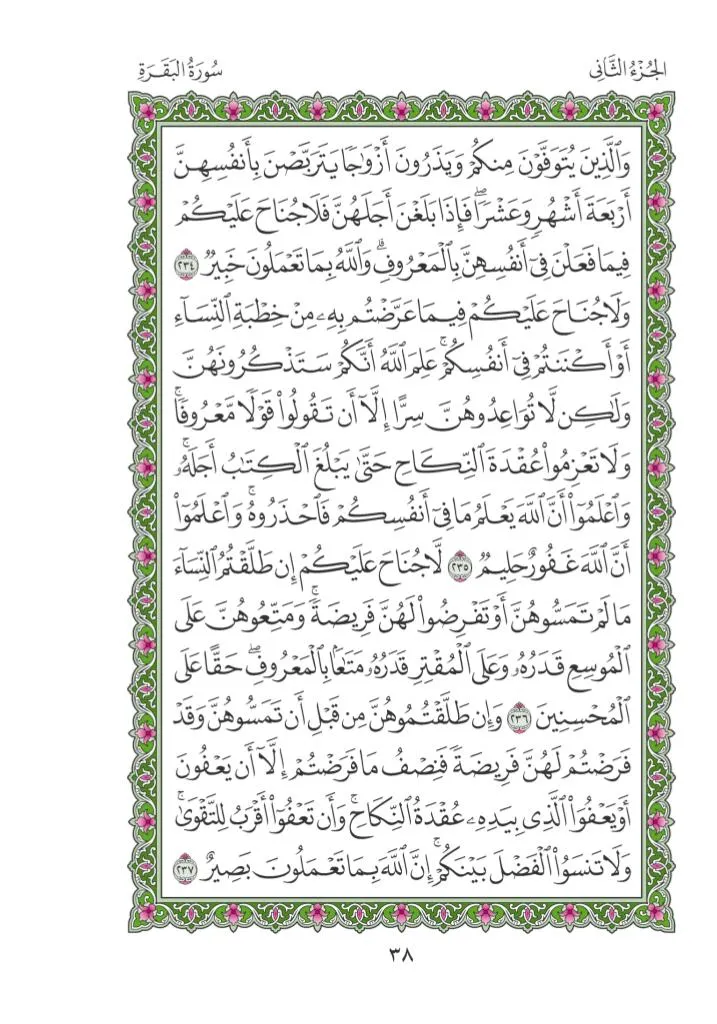 الجُزْءُ الثَّانِي
سُورَةُ البَقَرَةِ
وَٱلَّذِينَ يُتَوَفَّوْنَ مِنكُمْ وَيَذَرُونَ أَزْوَٰجًا يَتَرَبَّصْنَ بِأَنفُسِهِنَّ
أَرْبَعَةَ أَشْهُرٍ وَعَشْرًاۖ فَإِذَا بَلَغْنَ أَجَلَهُنَّ فَلَا جُنَاحَ عَلَيْكُمْ
فِيمَا فَعَلْنَ فِىٓ أَنفُسِهِنَّ بِٱلْمَعْرُوفِۗ وَٱللَّهُ بِمَا تَعْمَلُونَ خَبِيرٌ ٢٣٤
وَلَا جُنَاحَ عَلَيْكُمْ فِيمَا عَرَّضْتُم بِهِۦ مِنْ خِطْبَةِ ٱلنِّسَآءِ
أَوْ أَكْنَنتُمْ فِىٓ أَنفُسِكُمْۚ عَلِمَ ٱللَّهُ أَنَّكُمْ سَتَذْكُرُونَهُنَّ
وَلَٰكِن لَّا تُوَاعِدُوهُنَّ سِرًّا إِلَّآ أَن تَقُولُوا۟ قَوْلًا مَّعْرُوفًاۚ
وَلَا تَعْزِمُوا۟ عُقْدَةَ ٱلنِّكَاحِ حَتَّىٰ يَبْلُغَ ٱلْكِتَٰبُ أَجَلَهُۥۚ
وَٱعْلَمُوٓا۟ أَنَّ ٱللَّهَ يَعْلَمُ مَا فِىٓ أَنفُسِكُمْ فَٱحْذَرُوهُۚ وَٱعْلَمُوٓا۟
أَنَّ ٱللَّهَ غَفُورٌ حَلِيمٌ ٢٣٥ لَّا جُنَاحَ عَلَيْكُمْ إِن طَلَّقْتُمُ ٱلنِّسَآءَ
مَا لَمْ تَمَسُّوهُنَّ أَوْ تَفْرِضُوا۟ لَهُنَّ فَرِيضَةًۚ وَمَتِّعُوهُنَّ عَلَى
ٱلْمُوسِعِ قَدَرُهُۥ وَعَلَى ٱلْمُقْتِرِ قَدَرُهُۥ مَتَٰعًۢا بِٱلْمَعْرُوفِۖ حَقًّا عَلَى
ٱلْمُحْسِنِينَ ٢٣٦ وَإِن طَلَّقْتُمُوهُنَّ مِن قَبْلِ أَن تَمَسُّوهُنَّ وَقَدْ
فَرَضْتُمْ لَهُنَّ فَرِيضَةً فَنِصْفُ مَا فَرَضْتُمْ إِلَّآ أَن يَعْفُونَ
أَوْ يَعْفُوَا۟ ٱلَّذِى بِيَدِهِۦ عُقْدَةُ ٱلنِّكَاحِۚ وَأَن تَعْفُوٓا۟ أَقْرَبُ لِلتَّقْوَىٰۚ
وَلَا تَنسَوُا۟ ٱلْفَضْلَ بَيْنَكُمْۚ إِنَّ ٱللَّهَ بِمَا تَعْمَلُونَ بَصِيرٌ ٢٣٧
٣٨